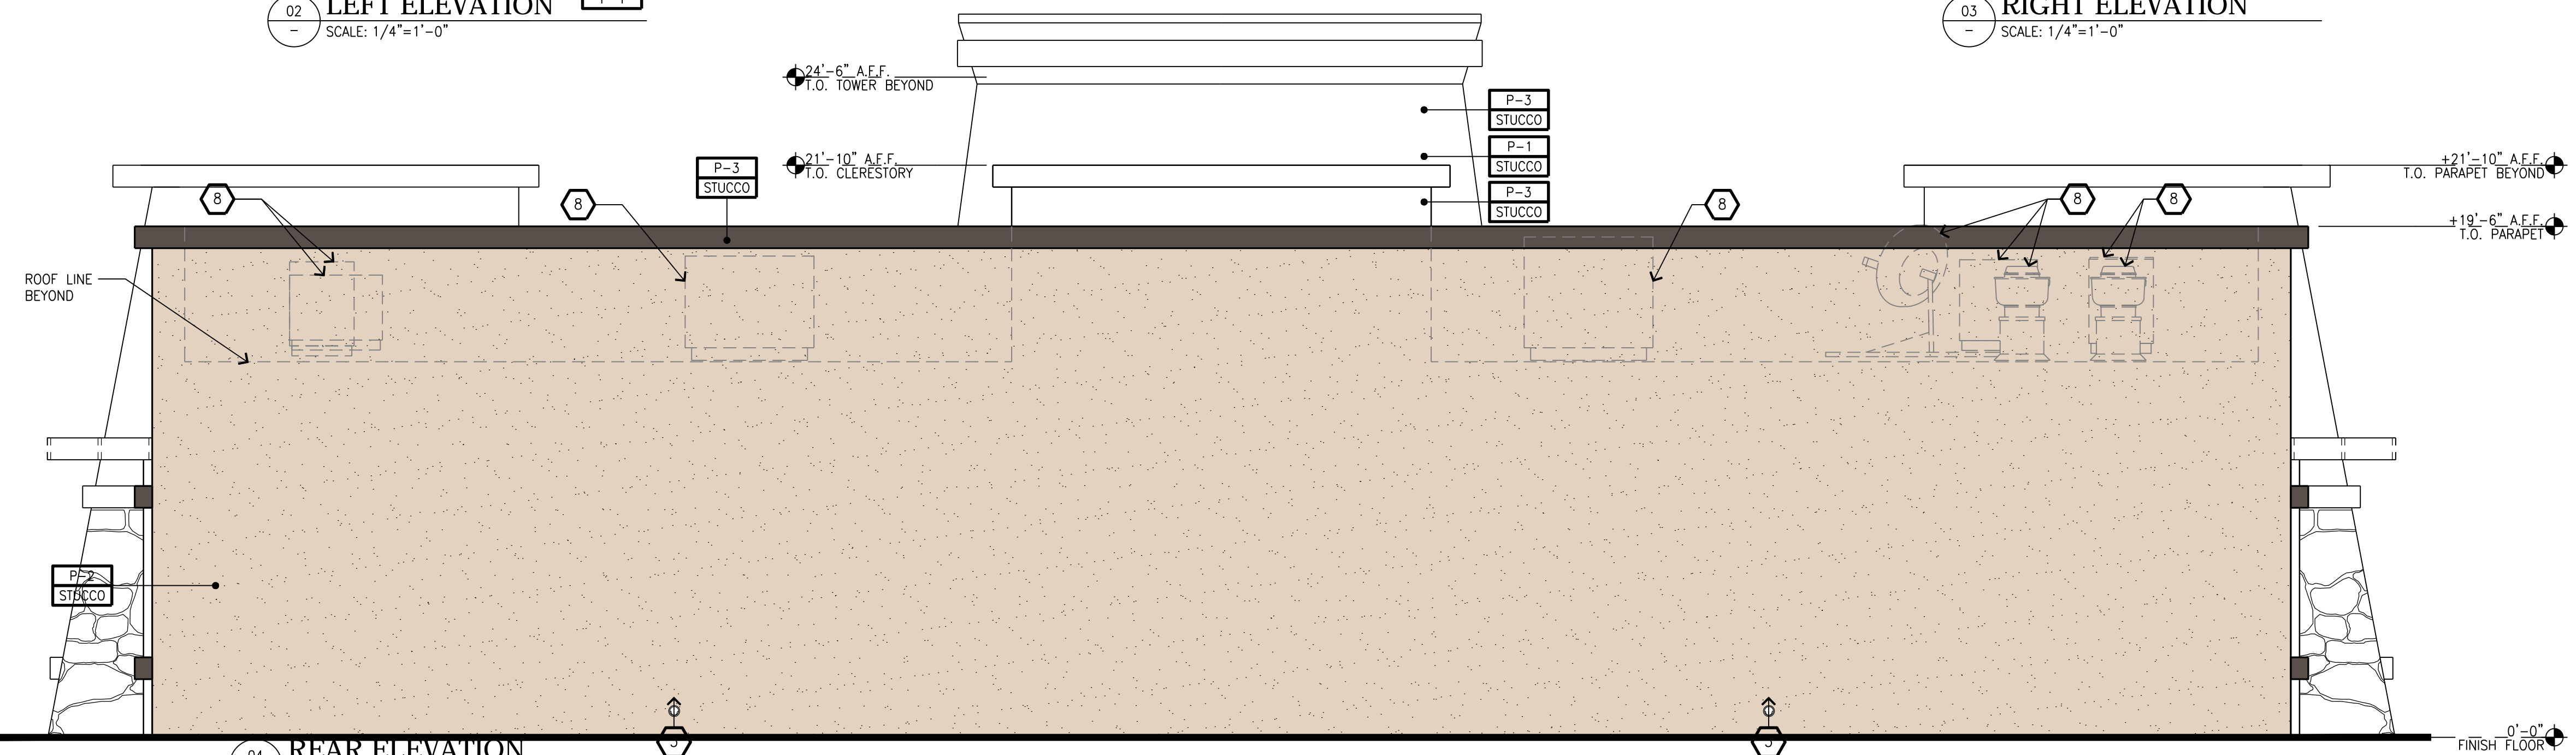 02
LEFT ELEVATION
–
SCALE: 1/4"=1'-0"
03
RIGHT ELEVATION
–
SCALE: 1/4"=1'-0"
24'-6" A.F.F.
T.O. TOWER BEYOND
P-3
STUCCO
P-1
STUCCO
P-3
STUCCO
21'-10" A.F.F.
T.O. CLERESTORY
P-3
STUCCO
+21'-10" A.F.F.
T.O. PARAPET BEYOND
8
8
8
8
8
+19'-6" A.F.F.
T.O. PARAPET
ROOF LINE
BEYOND
P-2
STUCCO
0'-0"
FINISH FLOOR
04
REAR ELEVATION